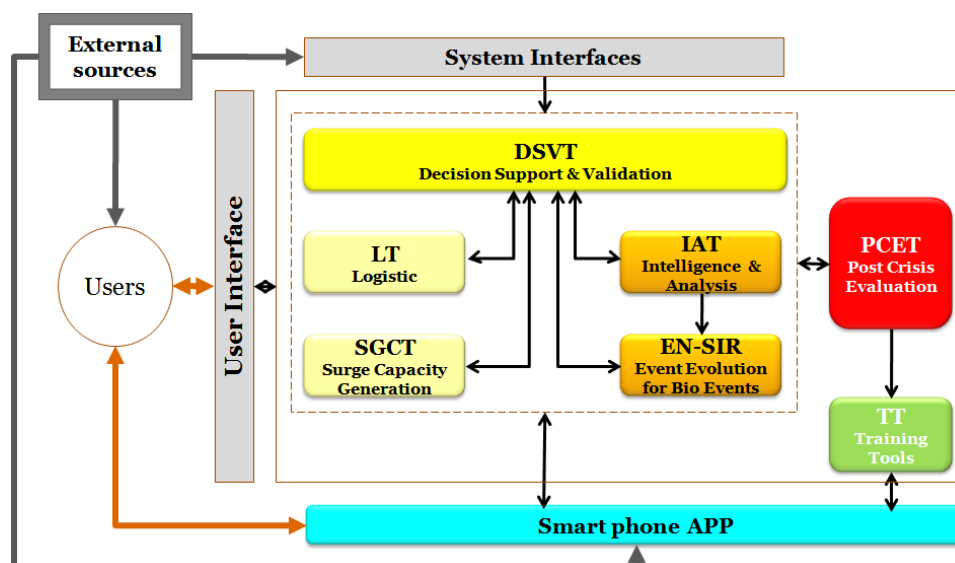 External
sources
System Interfaces
DSVT
Decision Support & Validation
LT
Logistic
IAT
Intelligence &
Analysis
PCET
Post Crisis
Evaluation
Users
User Interface
SGCT
Surge Capacity
Generation
EN-SIR
Event Evolution
for Bio Events
TT
Training
Tools
Smart phone APP